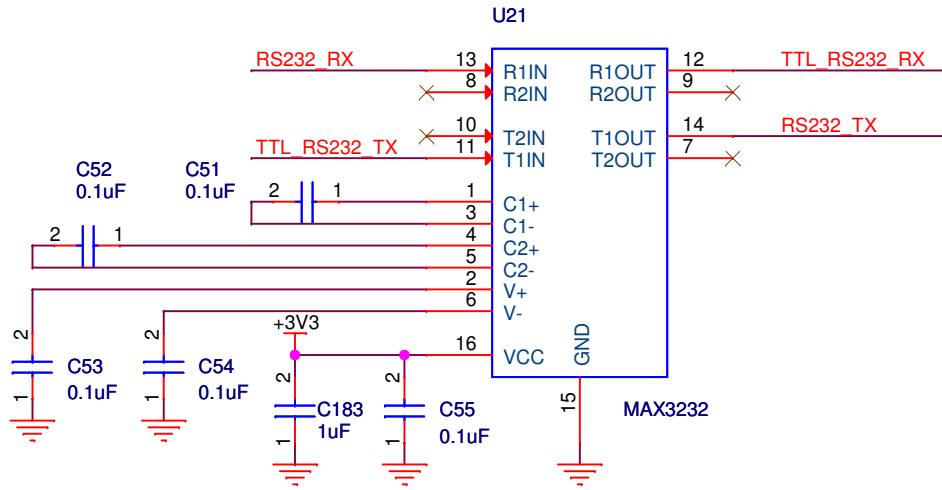 U21
RS232_RX 13 R1IN R1OUT 12 TTL_RS232_RX
8 R2IN R2OUT 9
10 T2IN T1OUT 14 RS232_TX
TTL_RS232_TX 11 T1IN T2OUT 7
C52 C51
0.1uF 0.1uF
2 1 1 C1+
3 C1-
2 1 4 C2+
5 C2-
2 V+
6 V-
+3V3
16 VCC GND
2 C53 1 0.1uF
2 C54 1 0.1uF
2 C183 1 1uF
2 C55 1 0.1uF
15 MAX3232